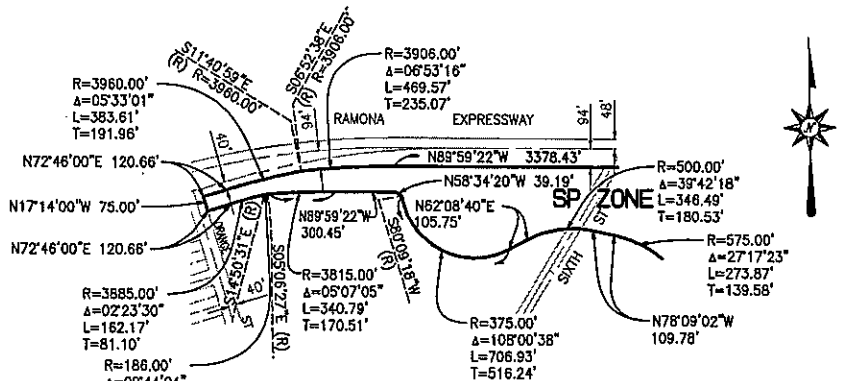 S11°40'59"E
(R) R=3960.00'
S06°52'38"E
(R) R=3906.00'
R=3906.00'
Δ=06°53'16"
L=469.57'
T=235.07'
R=3960.00'
Δ=05°33'01"
L=383.61'
T=191.96'
40'
94'
RAMONA EXPRESSWAY
94'
48'
N72°46'00"E 120.66'
N89°59'22"W 3378.43'
N58°34'20"W 39.19'
R=500.00'
Δ=39°42'18"
L=346.49'
T=180.53'
SP ZONE
N17°14'00"W 75.00'
N62°08'40"E
105.75'
N89°59'22"W
300.45'
S80°09'18"W
(R)
SIXTH
ST
N72°46'00"E 120.66'
ORANGE
ST
S14°50'31"E (R)
40'
S05°06'27"E (R)
R=575.00'
Δ=27°17'23"
L=273.87'
T=139.58'
R=3885.00'
Δ=02°23'30"
L=162.17'
T=81.10'
R=3815.00'
Δ=05°07'05"
L=340.79'
T=170.51'
R=375.00'
Δ=108°00'38"
L=706.93'
T=516.24'
N78°09'02"W
109.78'
R=186.00'
N